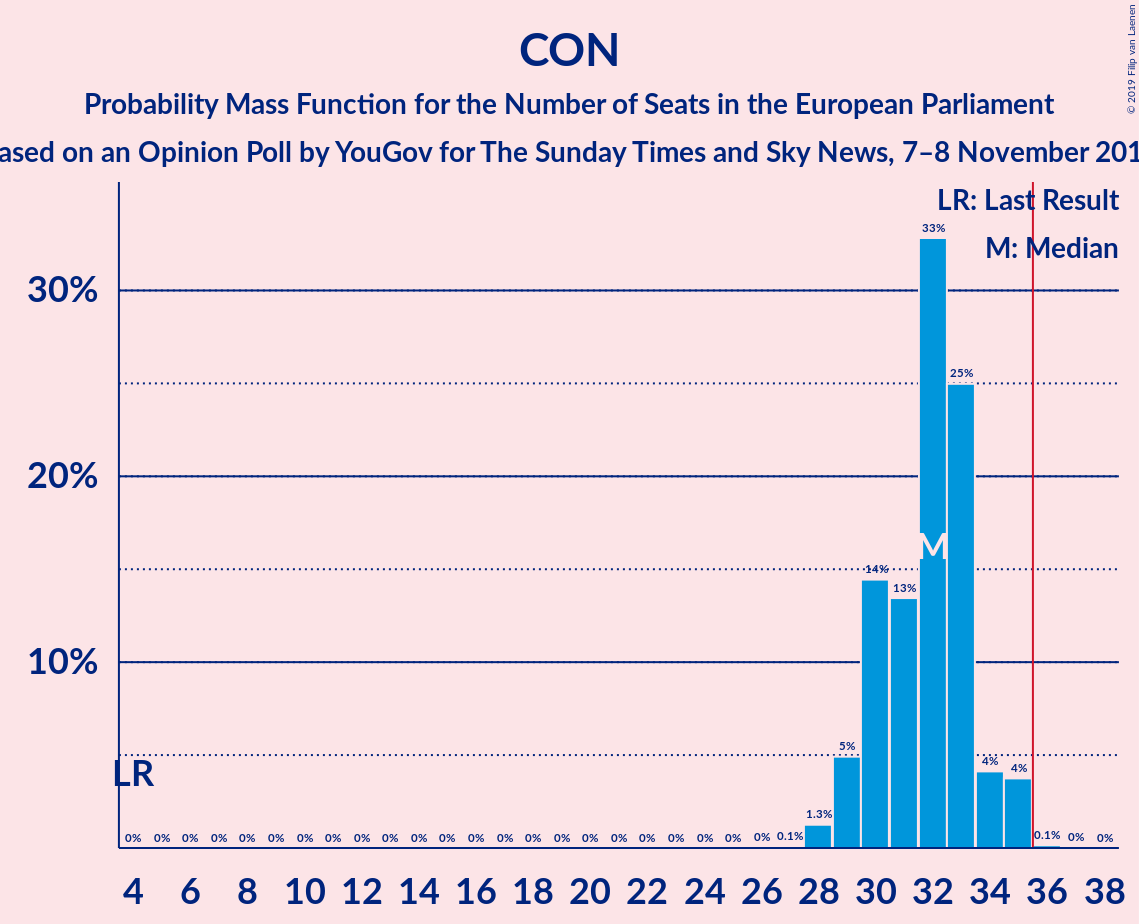 © 2019 Filip van Laenen
CON
Probability Mass Function for the Number of Seats in the European Parliament
ased on an Opinion Poll by YouGov for The Sunday Times and Sky News, 7–8 November 201
LR: Last Result
M: Median
33%
30%
25%
20%
M
14%
13%
10%
5%
LR
4%
4%
1.3%
0% 0% 0% 0% 0% 0% 0% 0% 0% 0% 0% 0% 0% 0% 0% 0% 0% 0% 0% 0% 0% 0% 0% 0.1% 0.1% 0% 0%
4 6 8 10 12 14 16 18 20 22 24 26 28 30 32 34 36 38